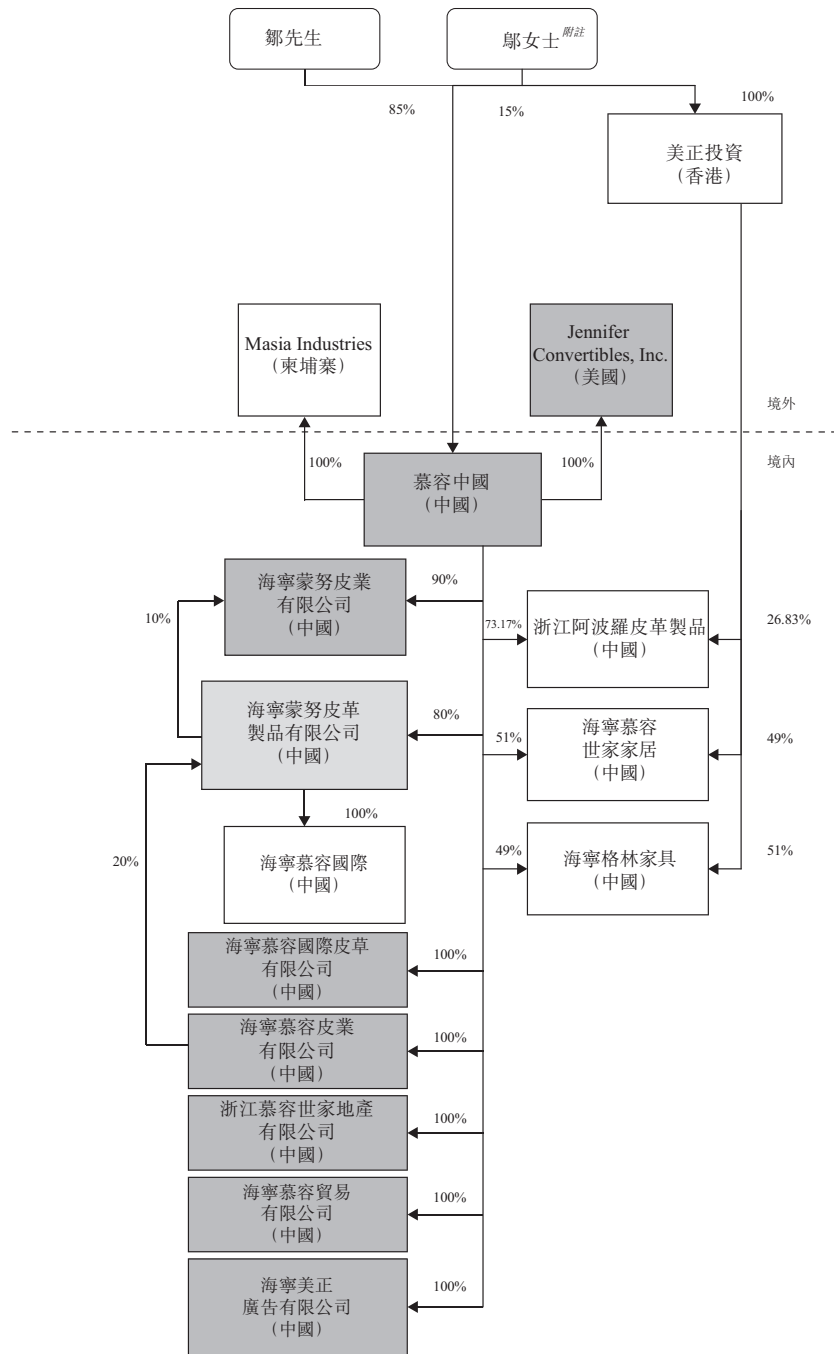 鄒先生
鄔女士附註
85%
15%
100%
美正投資
（香港）
Masia Industries
（柬埔寨）
Jennifer
Convertibles, Inc.
（美國）
境外
境內
100%
100%
慕容中國
（中國）
海寧蒙努皮業
有限公司
（中國）
90%
10%
73.17%
浙江阿波羅皮革製品
（中國）
26.83%
海寧蒙努皮革
製品有限公司
（中國）
80%
51%
海寧慕容
世家家居
（中國）
49%
100%
20%
海寧慕容國際
（中國）
49%
海寧格林家具
（中國）
51%
海寧慕容國際皮草
有限公司
（中國）
100%
海寧慕容皮業
有限公司
（中國）
100%
浙江慕容世家地產
有限公司
（中國）
100%
海寧慕容貿易
有限公司
（中國）
100%
海寧美正
廣告有限公司
（中國）
100%